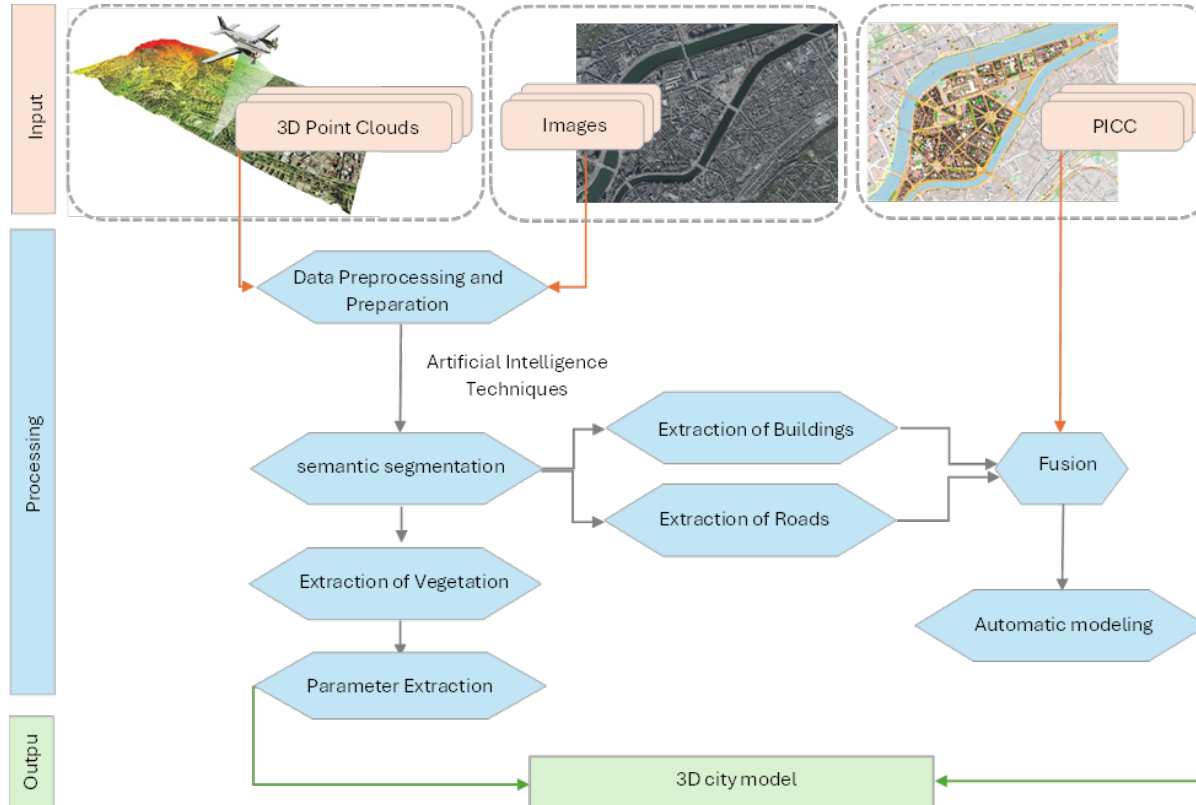 Input
3D Point Clouds
Images
PICC
Processing
Data Preprocessing and
Preparation
Artificial Intelligence
Techniques
semantic segmentation
Extraction of Buildings
Extraction of Roads
Fusion
Extraction of Vegetation
Automatic modeling
Parameter Extraction
Outpu
3D city model